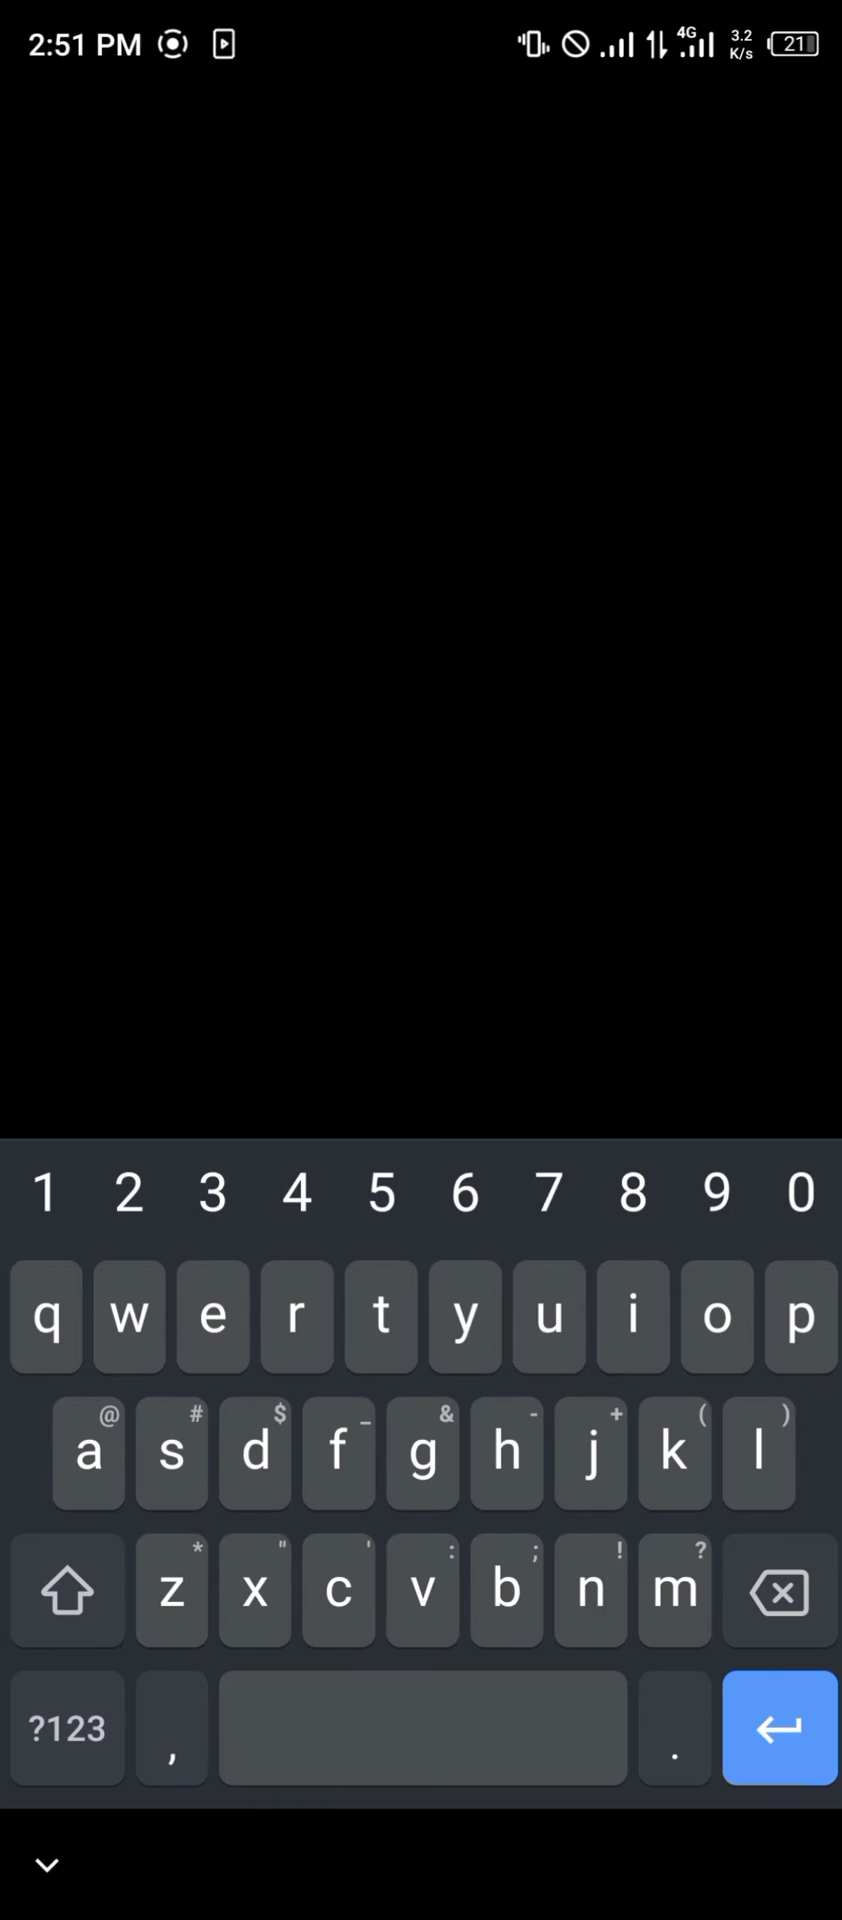 2:51 PM 4G 3.2 K/s 21
1 2 3 4 5 6 7 8 9 0
q w e r t y u i o p
@ # $ _ & - + ( )
a s d f g h j k l
* " ' : ; ! ?
z x c v b n m
?123 , .